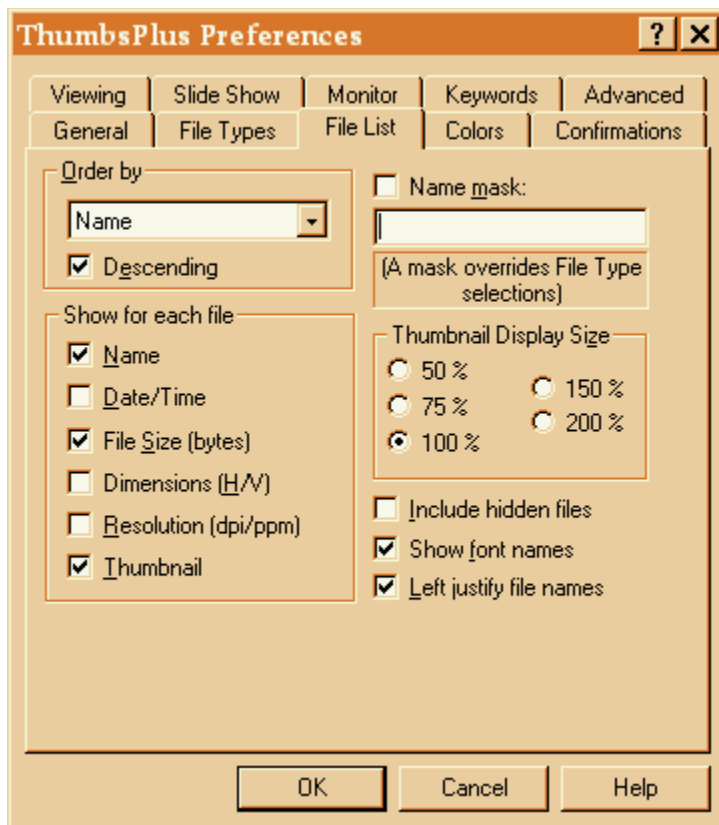 ThumbsPlus Preferences
Viewing Slide Show Monitor Keywords Advanced
General File Types File List Colors Confirmations
Order by
Name
Descending
Show for each file
Name
Date/Time
File Size (bytes)
Dimensions (H/V)
Resolution (dpi/ppm)
Thumbnail
Name mask:
(A mask overrides File Type
selections)
Thumbnail Display Size
50 %
75 %
100 %
150 %
200 %
Include hidden files
Show font names
Left justify file names
OK Cancel Help